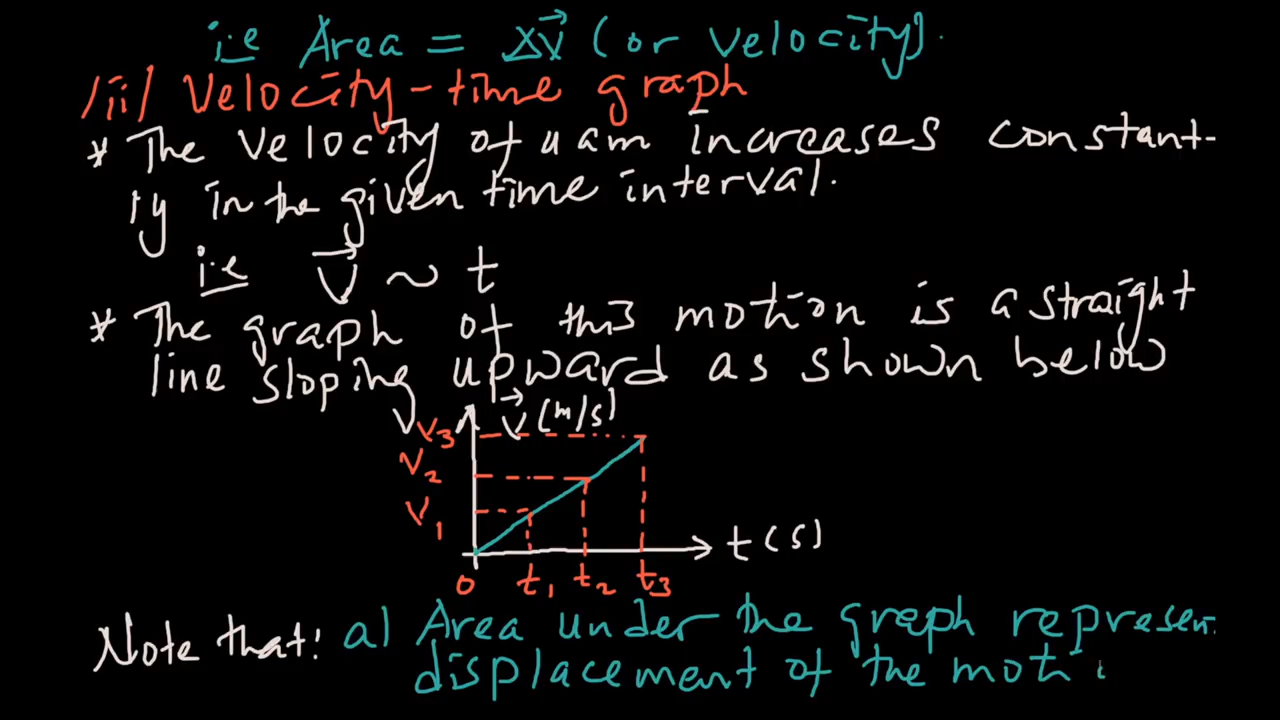 i.e Area = ΔV⃗ (or velocity).
/ii/ Velocity-time graph
* The velocity of uam increases constant-
ly in the given time interval.
i.e V⃗ ~ t
* The graph of this motion is a straight
line sloping upward as shown below
V⃗ (m/s)
V3
V2
V1
t(s)
0 t1 t2 t3
Note that: a) Area under the graph represen
displacement of the moti